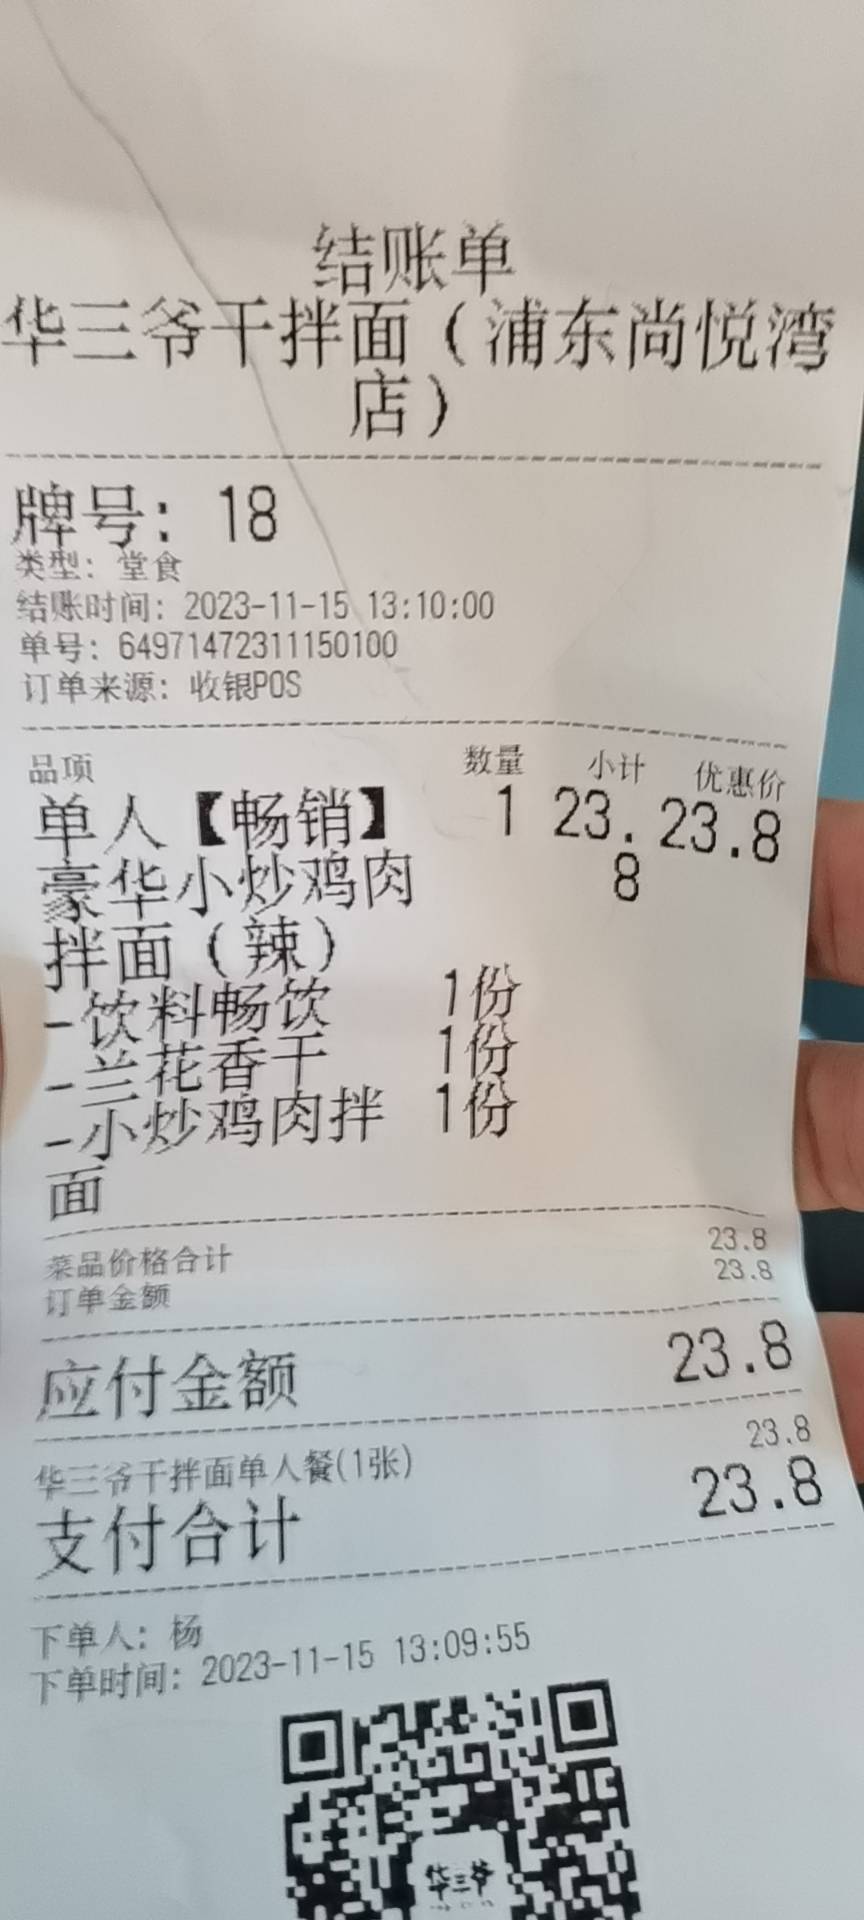 结账单
华三爷干拌面（浦东尚悦湾
店）
牌号：18
类型：堂食
结账时间：2023-11-15 13:10:00
单号：64971472311150100
订单来源：收银POS
品项 数量 小计 优惠价
单人【畅销】 1 23. 23.8
豪华小炒鸡肉 8
拌面（辣）
-饮料畅饮 1份
-兰花香干 1份
-小炒鸡肉拌 1份
面
菜品价格合计 23.8
订单金额 23.8
应付金额 23.8
华三爷干拌面单人餐(1张) 23.8
支付合计 23.8
下单人：杨
下单时间：2023-11-15 13:09:55
华三爷